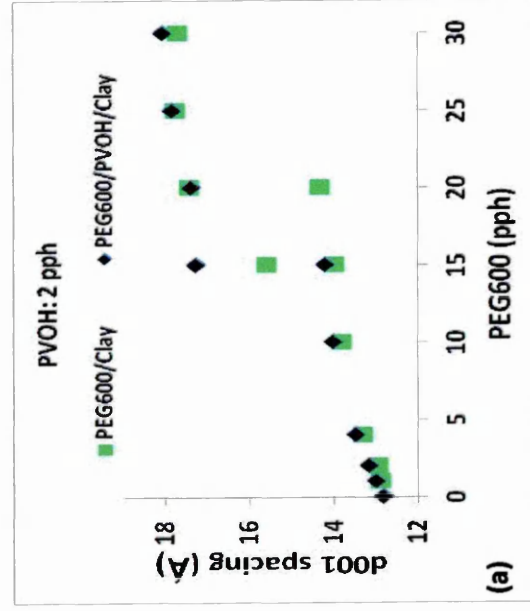 PVOH: 2 pph
PEG600/Clay
PEG600/PVOH/Clay
d001 spacing (Å)
18
16
14
12
0
5
10
15
20
25
30
PEG600 (pph)
(a)